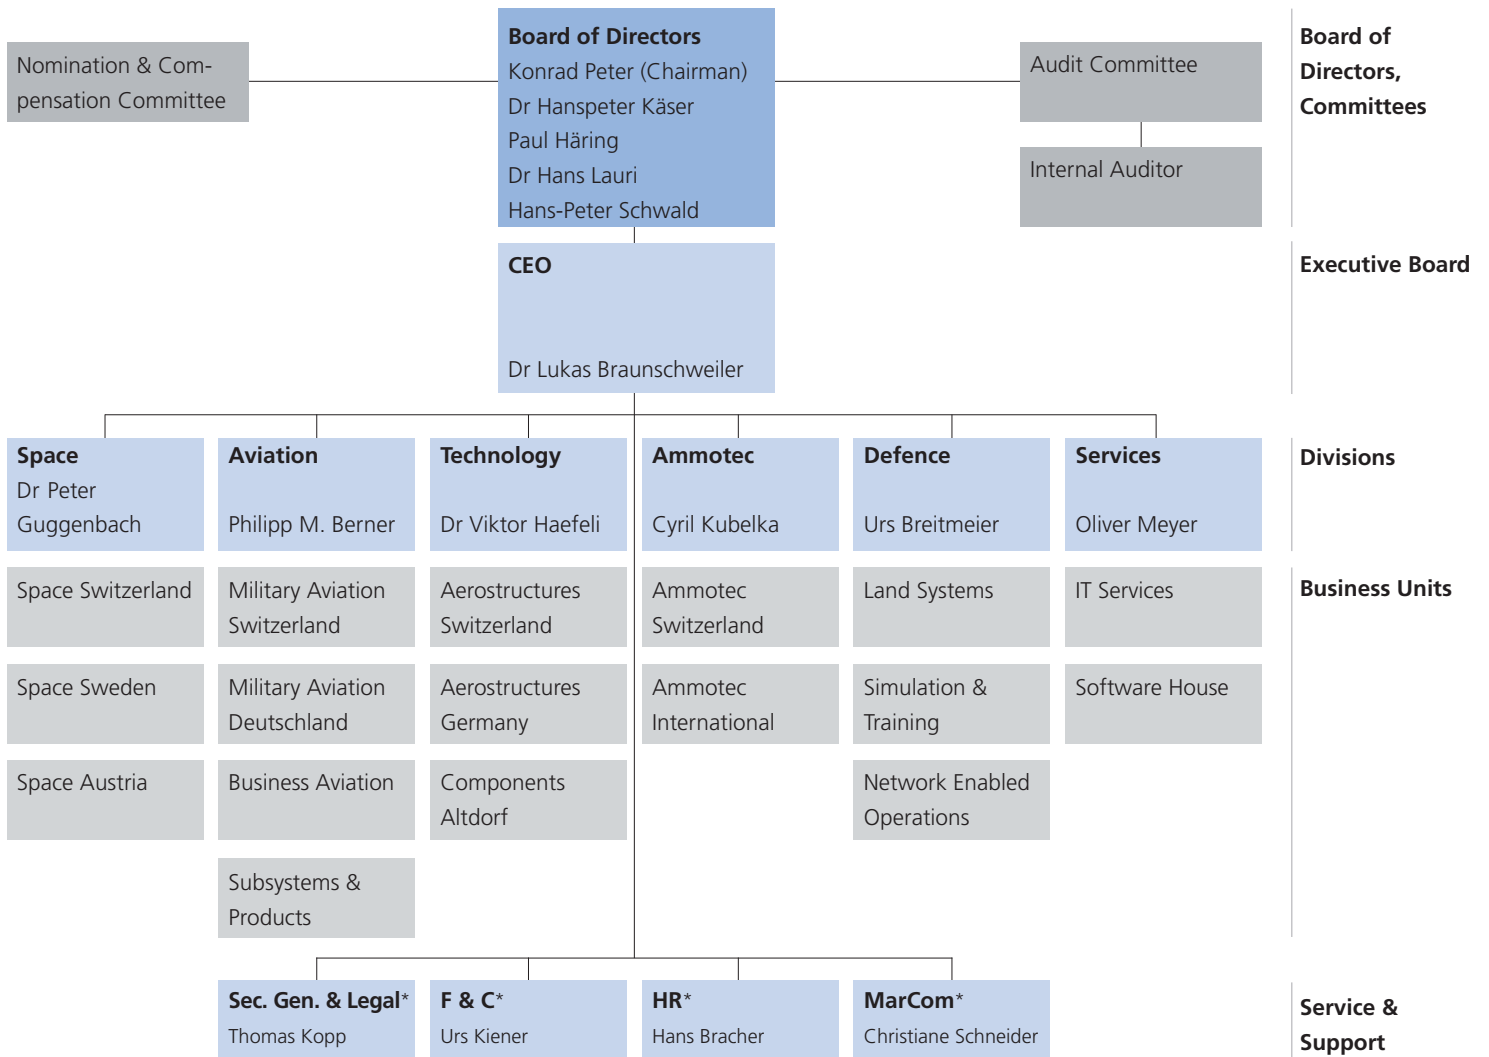 Nomination & Com-
pensation Committee
Board of Directors
Konrad Peter (Chairman)
Dr Hanspeter Käser
Paul Häring
Dr Hans Lauri
Hans-Peter Schwald
Audit Committee
Internal Auditor
Board of
Directors,
Committees
CEO
Dr Lukas Braunschweiler
Executive Board
Space
Dr Peter
Guggenbach
Aviation
Philipp M. Berner
Technology
Dr Viktor Haefeli
Ammotec
Cyril Kubelka
Defence
Urs Breitmeier
Services
Oliver Meyer
Divisions
Space Switzerland
Military Aviation
Switzerland
Aerostructures
Switzerland
Ammotec
Switzerland
Land Systems
IT Services
Business Units
Space Sweden
Military Aviation
Deutschland
Aerostructures
Germany
Ammotec
International
Simulation &
Training
Software House
Space Austria
Business Aviation
Components
Altdorf
Network Enabled
Operations
Subsystems &
Products
Sec. Gen. & Legal*
Thomas Kopp
F & C*
Urs Kiener
HR*
Hans Bracher
MarCom*
Christiane Schneider
Service &
Support